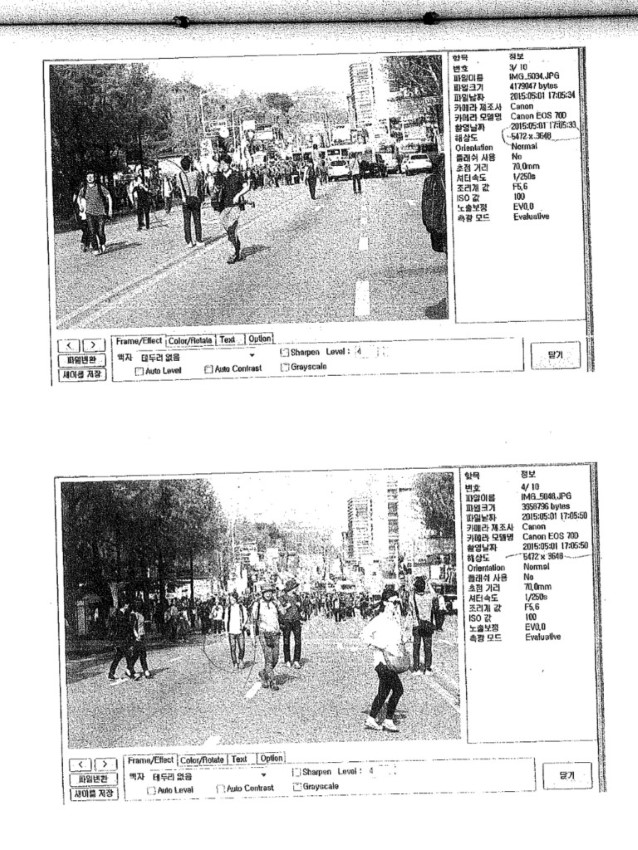 항목 정보
번호 3/ 10
파일이름 IMG_5034.JPG
파일크기 4179047 bytes
파일날짜 2015:05:01 17:05:34
카메라 제조사 Canon
카메라 모델명 Canon EOS 70D
촬영날짜 2015:05:01 17:05:33
해상도 5472 x 3648
Orientation Normal
플래쉬 사용 No
초점 거리 70,0mm
셔터속도 1/250s
조리개 값 F5,6
ISO 값 100
노출보정 EV0,0
측광 모드 Evaluative
< > Frame/Effect Color/Rotate Text Option
파일변환 액자 테두리 없음 Sharpen Level : 4
새이름 저장 Auto Level Auto Contrast Grayscale
닫기
항목 정보
번호 4/ 10
파일이름 IMG_5046.JPG
파일크기 3956796 bytes
파일날짜 2015:05:01 17:05:50
카메라 제조사 Canon
카메라 모델명 Canon EOS 70D
촬영날짜 2015:05:01 17:05:50
해상도 5472 x 3648
Orientation Normal
플래쉬 사용 No
초점 거리 70,0mm
셔터속도 1/250s
조리개 값 F5,6
ISO 값 100
노출보정 EV0,0
측광 모드 Evaluative
< > Frame/Effect Color/Rotate Text Option
파일변환 액자 테두리 없음 Sharpen Level : 4
새이름 저장 Auto Level Auto Contrast Grayscale
닫기